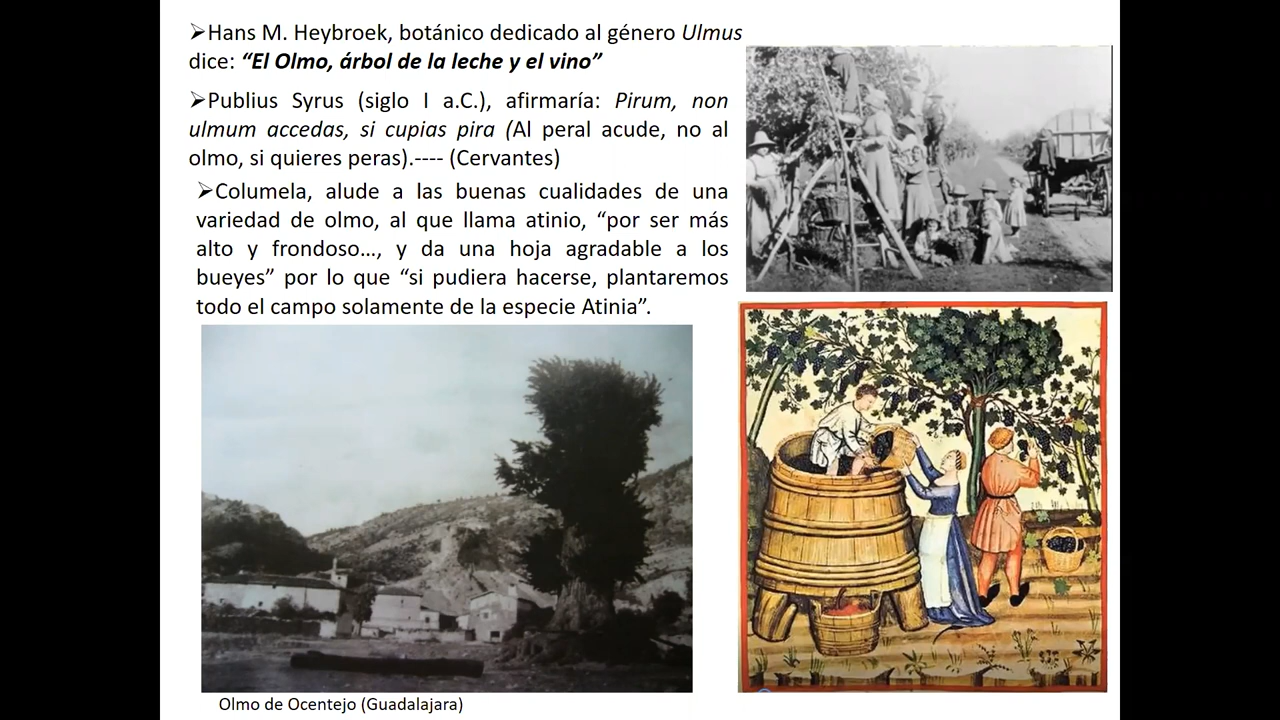 ➢Hans M. Heybroek, botánico dedicado al género Ulmus
dice: “El Olmo, árbol de la leche y el vino”
➢Publius Syrus (siglo I a.C.), afirmaría: Pirum, non
ulmum accedas, si cupias pira (Al peral acude, no al
olmo, si quieres peras).---- (Cervantes)
➢Columela, alude a las buenas cualidades de una
variedad de olmo, al que llama atinio, “por ser más
alto y frondoso…, y da una hoja agradable a los
bueyes” por lo que “si pudiera hacerse, plantaremos
todo el campo solamente de la especie Atinia”.
Olmo de Ocentejo (Guadalajara)